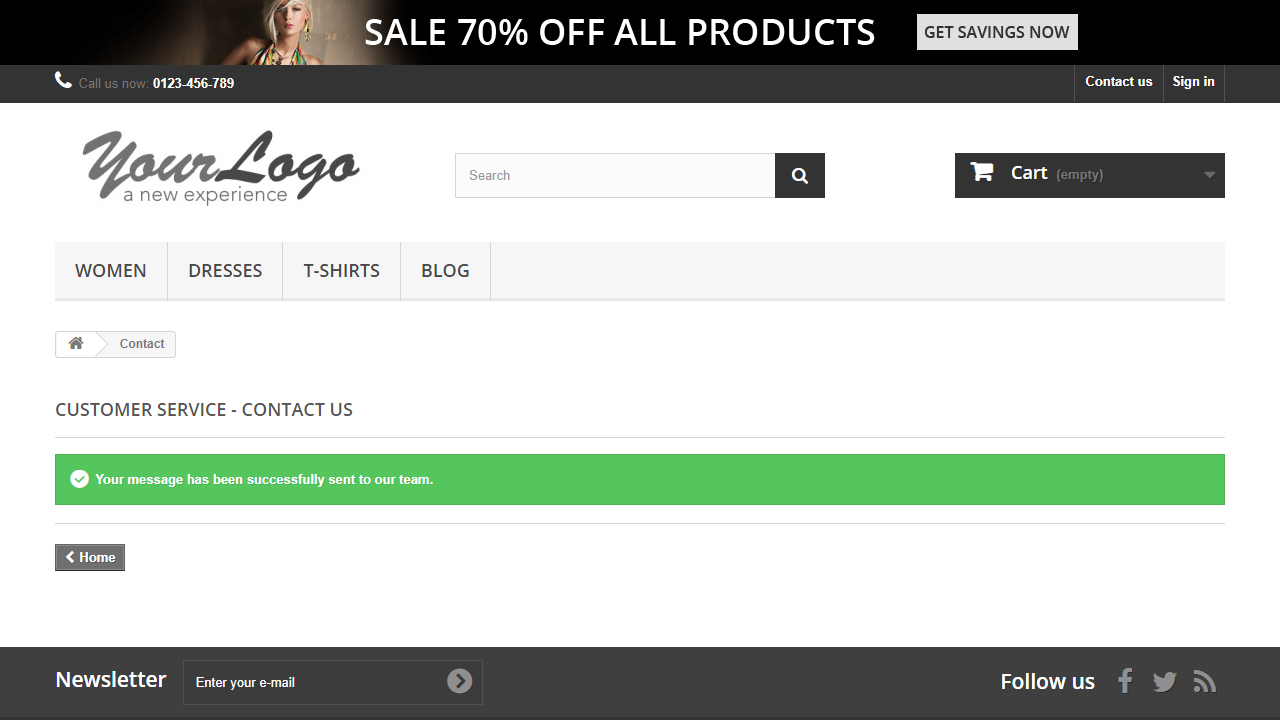 SALE 70% OFF ALL PRODUCTS
GET SAVINGS NOW
Call us now: 0123-456-789
Contact us
Sign in
YourLogo
a new experience
Search
Cart (empty)
WOMEN
DRESSES
T-SHIRTS
BLOG
Contact
CUSTOMER SERVICE - CONTACT US
Your message has been successfully sent to our team.
Home
Newsletter
Enter your e-mail
Follow us